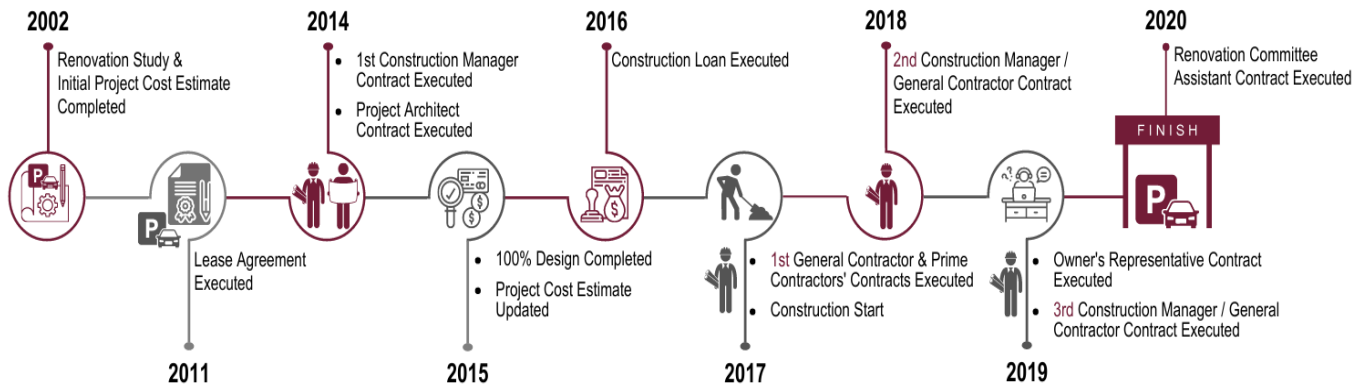 2002
Renovation Study &
Initial Project Cost Estimate
Completed
2011
Lease Agreement
Executed
2014
• 1st Construction Manager
Contract Executed
• Project Architect
Contract Executed
2015
• 100% Design Completed
• Project Cost Estimate
Updated
2016
Construction Loan Executed
2017
• 1st General Contractor & Prime
Contractors' Contracts Executed
• Construction Start
2018
2nd Construction Manager /
General Contractor Contract
Executed
2019
• Owner's Representative Contract
Executed
• 3rd Construction Manager / General
Contractor Contract Executed
2020
Renovation Committee
Assistant Contract Executed
FINISH
P
P
P